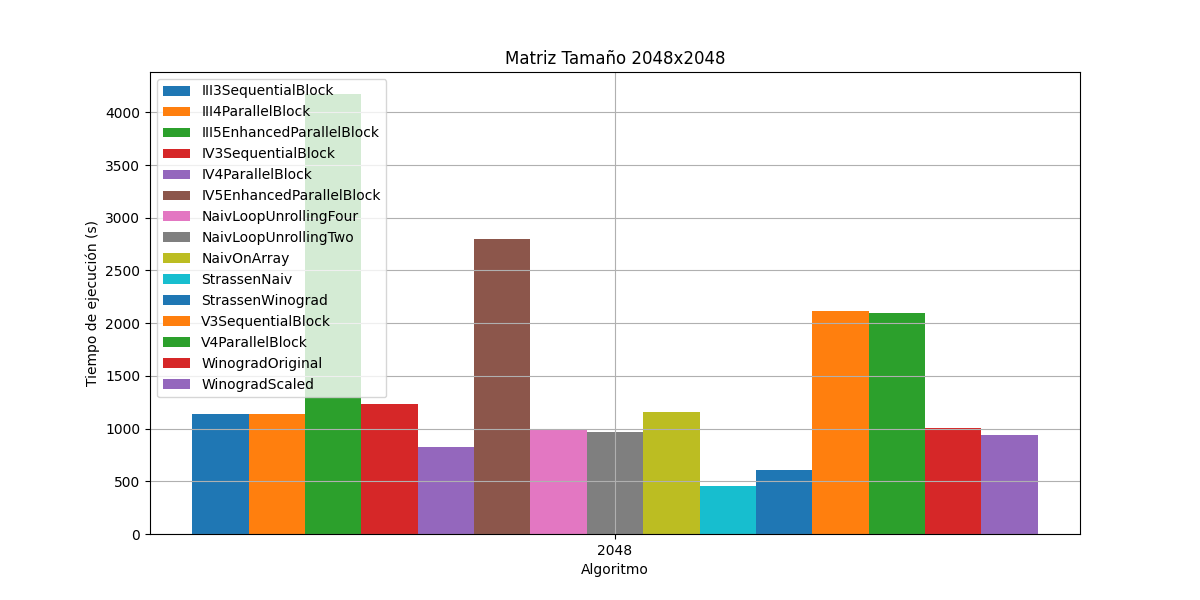 Matriz Tamaño 2048x2048
III3SequentialBlock
III4ParallelBlock
III5EnhancedParallelBlock
IV3SequentialBlock
IV4ParallelBlock
IV5EnhancedParallelBlock
NaivLoopUnrollingFour
NaivLoopUnrollingTwo
NaivOnArray
StrassenNaiv
StrassenWinograd
V3SequentialBlock
V4ParallelBlock
WinogradOriginal
WinogradScaled
Tiempo de ejecución (s)
4000
3500
3000
2500
2000
1500
1000
500
0
2048
Algoritmo